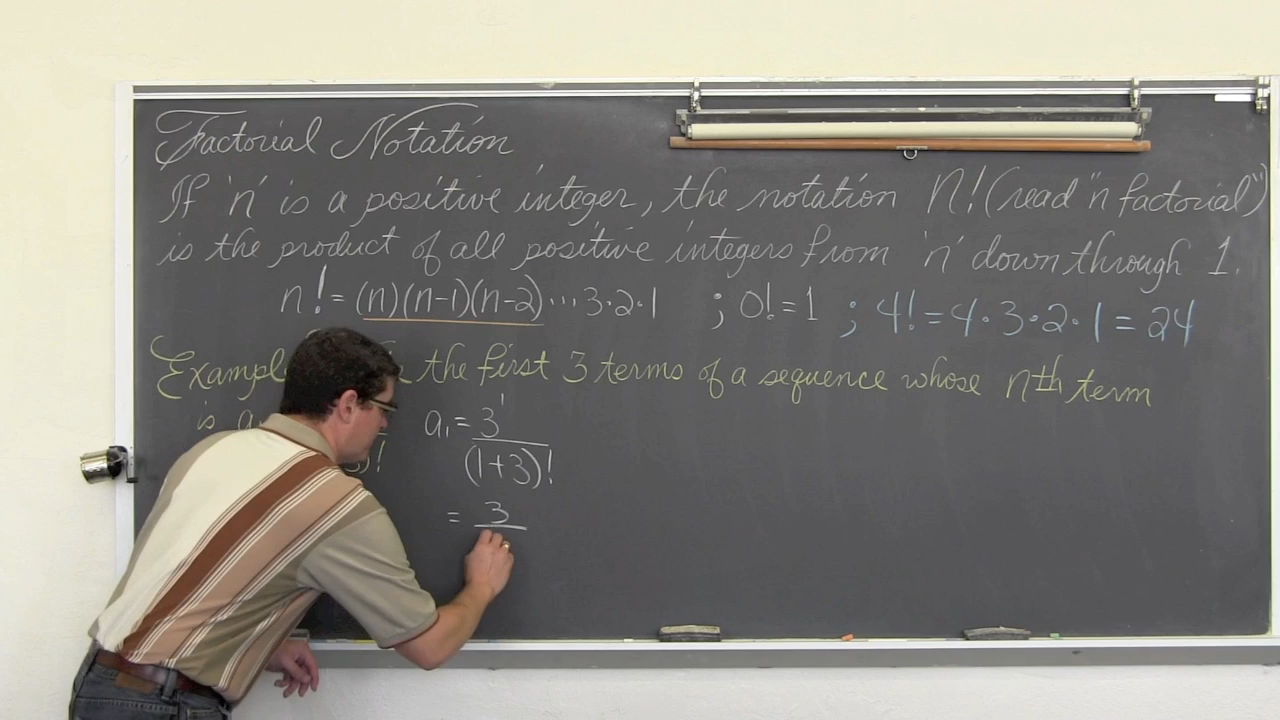 Factorial Notation
If 'n' is a positive integer, the notation n! (read "n factorial")
is the product of all positive integers from 'n' down through 1.
n! = (n)(n-1)(n-2)...3·2·1 ; 0! = 1 ; 4! = 4·3·2·1 = 24
the first 3 terms of a sequence whose nth term
is
)!
a₁ = 3¹
(1+3)!
= 3